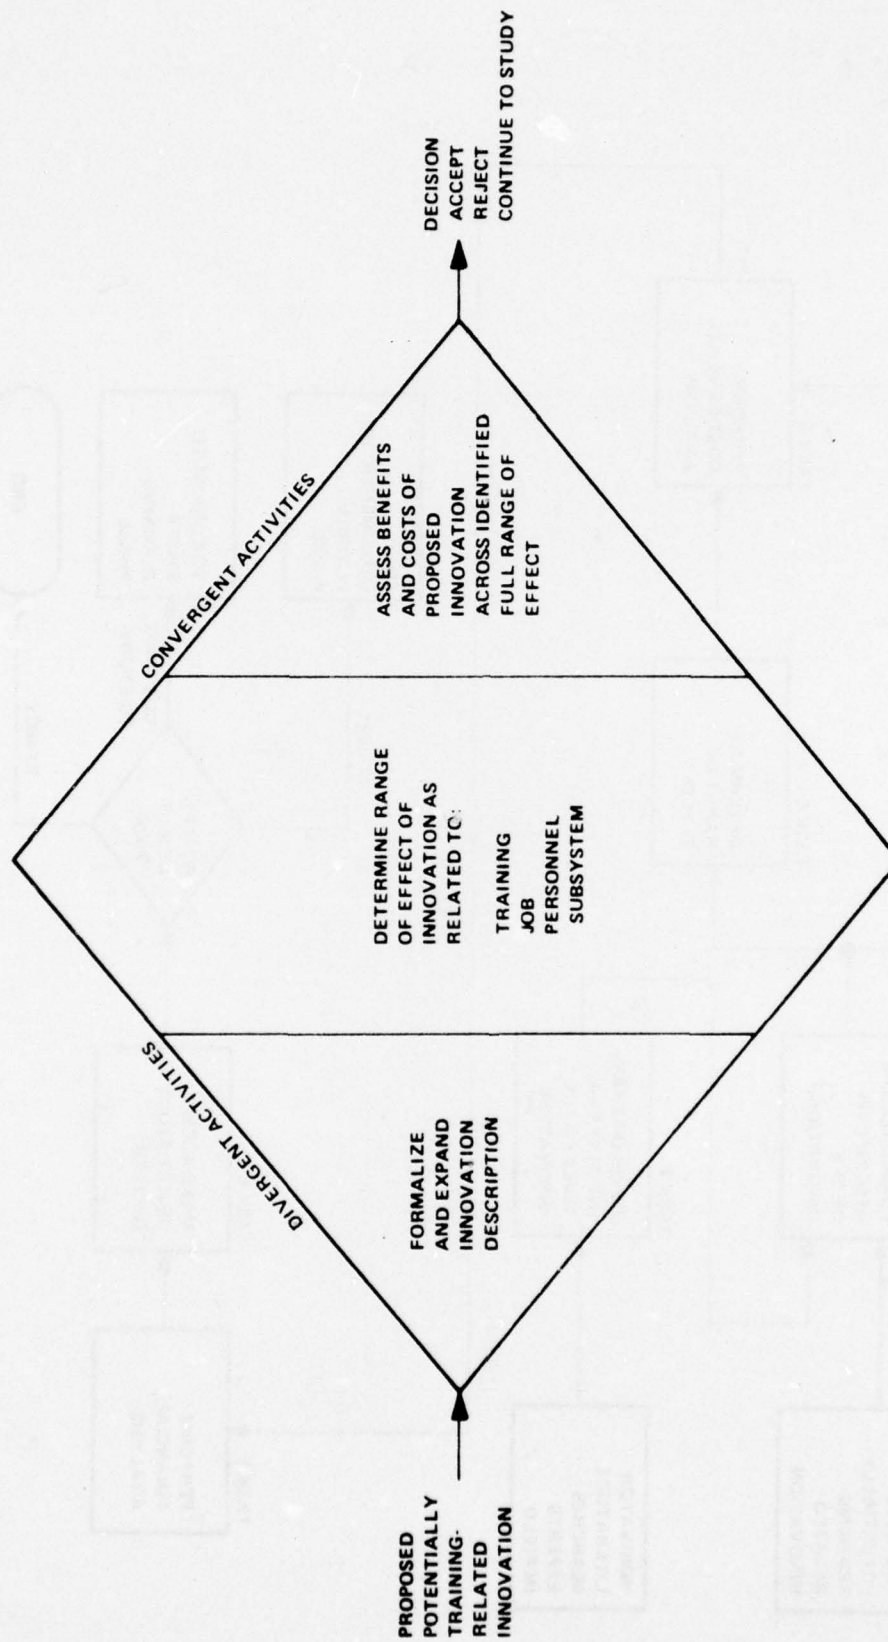 PROPOSED
POTENTIALLY
TRAINING-
RELATED
INNOVATION
DIVERGENT ACTIVITIES
FORMALIZE
AND EXPAND
INNOVATION
DESCRIPTION
DETERMINE RANGE
OF EFFECT OF
INNOVATION AS
RELATED TO:
TRAINING
JOB
PERSONNEL
SUBSYSTEM
CONVERGENT ACTIVITIES
ASSESS BENEFITS
AND COSTS OF
PROPOSED
INNOVATION
ACROSS IDENTIFIED
FULL RANGE OF
EFFECT
DECISION
ACCEPT
REJECT
CONTINUE TO STUDY